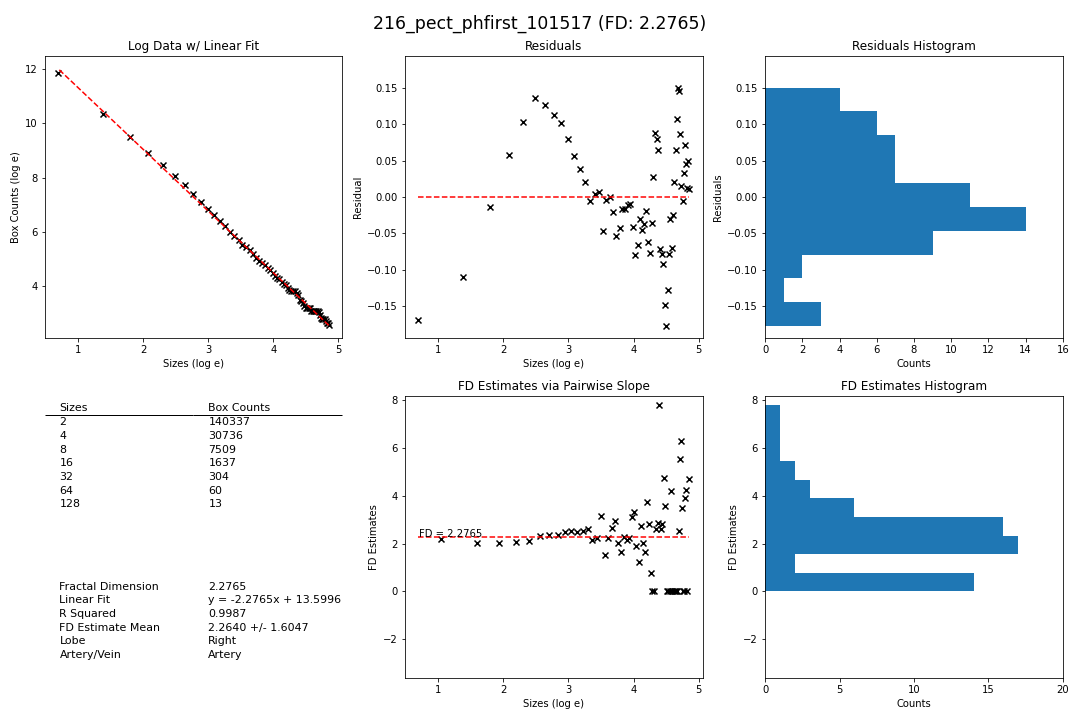 216_pect_phfirst_101517 (FD: 2.2765)
Log Data w/ Linear Fit
12
10
8
6
4
1 2 3 4 5
Box Counts (log e)
Sizes (log e)
Residuals
0.15
0.10
0.05
0.00
−0.05
−0.10
−0.15
1 2 3 4 5
Residual
Sizes (log e)
Residuals Histogram
0.15
0.10
0.05
0.00
−0.05
−0.10
−0.15
0 2 4 6 8 10 12 14 16
Residuals
Counts
Sizes Box Counts
2 140337
4 30736
8 7509
16 1637
32 304
64 60
128 13
Fractal Dimension 2.2765
Linear Fit y = -2.2765x + 13.5996
R Squared 0.9987
FD Estimate Mean 2.2640 +/- 1.6047
Lobe Right
Artery/Vein Artery
FD Estimates via Pairwise Slope
8
6
4
2
0
−2
1 2 3 4 5
FD = 2.2765
FD Estimates
Sizes (log e)
FD Estimates Histogram
8
6
4
2
0
−2
0 5 10 15 20
FD Estimates
Counts